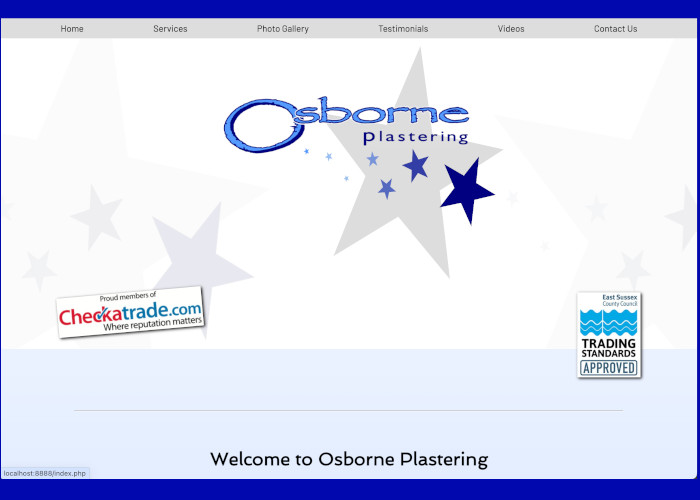 Home Services Photo Gallery Testimonials Videos Contact Us
Osborne
plastering
Proud members of
Checkatrade.com
Where reputation matters
East Sussex
County Council
TRADING
STANDARDS
APPROVED
Welcome to Osborne Plastering
localhost:8888/index.php